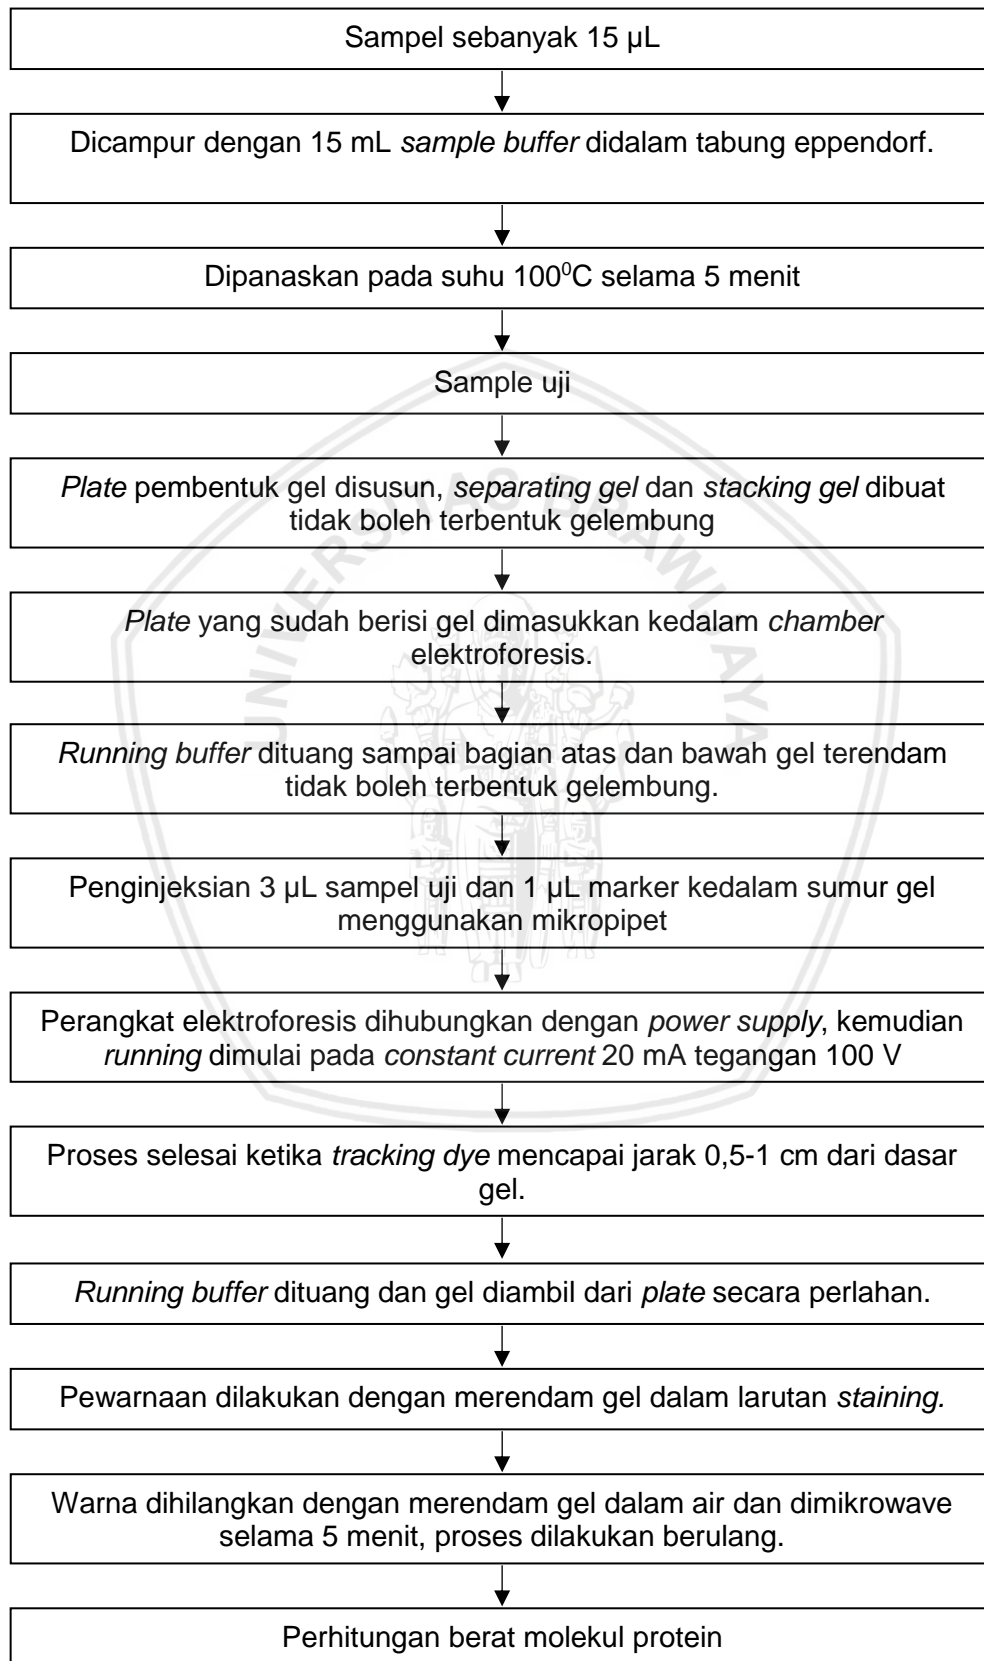 Sampel sebanyak 15 µL
Dicampur dengan 15 mL sample buffer didalam tabung eppendorf.
Dipanaskan pada suhu 100⁰C selama 5 menit
Sample uji
Plate pembentuk gel disusun, separating gel dan stacking gel dibuat
tidak boleh terbentuk gelembung
Plate yang sudah berisi gel dimasukkan kedalam chamber
elektroforesis.
Running buffer dituang sampai bagian atas dan bawah gel terendam
tidak boleh terbentuk gelembung.
Penginjeksian 3 µL sampel uji dan 1 µL marker kedalam sumur gel
menggunakan mikropipet
Perangkat elektroforesis dihubungkan dengan power supply, kemudian
running dimulai pada constant current 20 mA tegangan 100 V
Proses selesai ketika tracking dye mencapai jarak 0,5-1 cm dari dasar
gel.
Running buffer dituang dan gel diambil dari plate secara perlahan.
Pewarnaan dilakukan dengan merendam gel dalam larutan staining.
Warna dihilangkan dengan merendam gel dalam air dan dimikrowave
selama 5 menit, proses dilakukan berulang.
Perhitungan berat molekul protein
UNIVERSITAS BRAWIJAYA